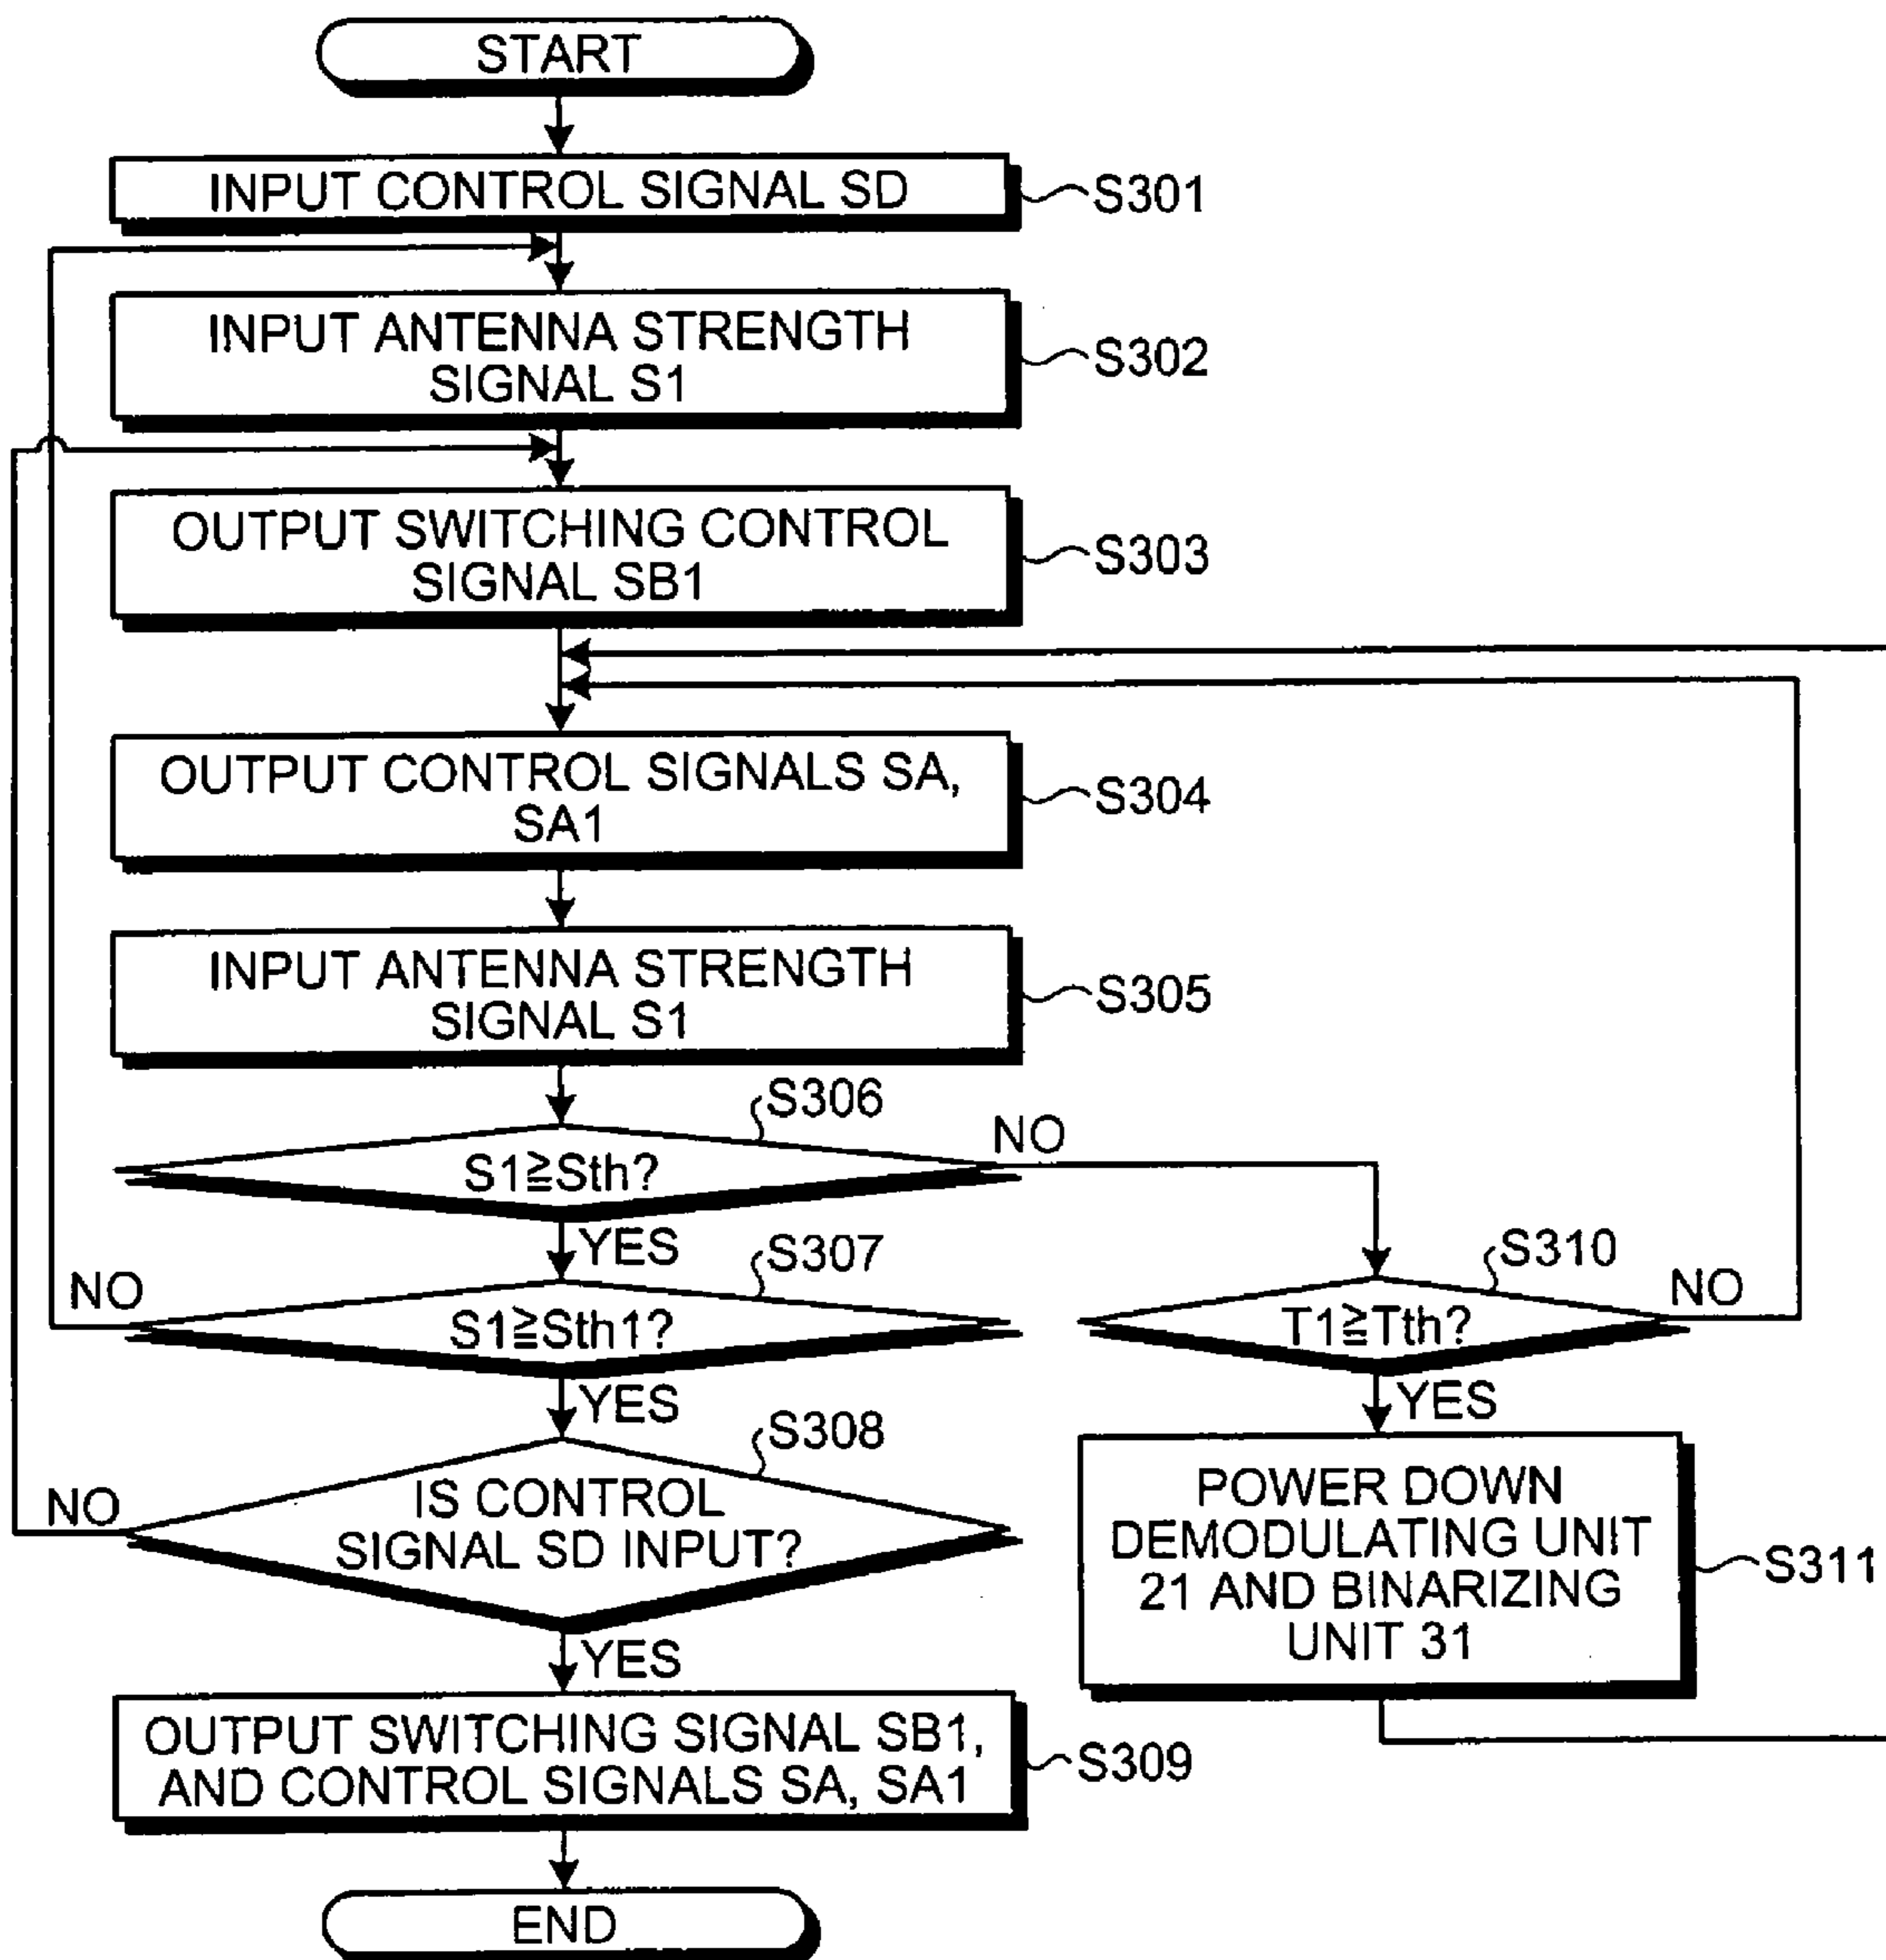 START
INPUT CONTROL SIGNAL SD
S301
INPUT ANTENNA STRENGTH
SIGNAL S1
S302
OUTPUT SWITCHING CONTROL
SIGNAL SB1
S303
OUTPUT CONTROL SIGNALS SA,
SA1
S304
INPUT ANTENNA STRENGTH
SIGNAL S1
S305
S306
S1≧Sth?
NO
YES
S307
S1≧Sth1?
NO
YES
S310
T1≧Tth?
NO
YES
S308
IS CONTROL
SIGNAL SD INPUT?
NO
YES
POWER DOWN
DEMODULATING UNIT
21 AND BINARIZING
UNIT 31
S311
OUTPUT SWITCHING SIGNAL SB1,
AND CONTROL SIGNALS SA, SA1
S309
END